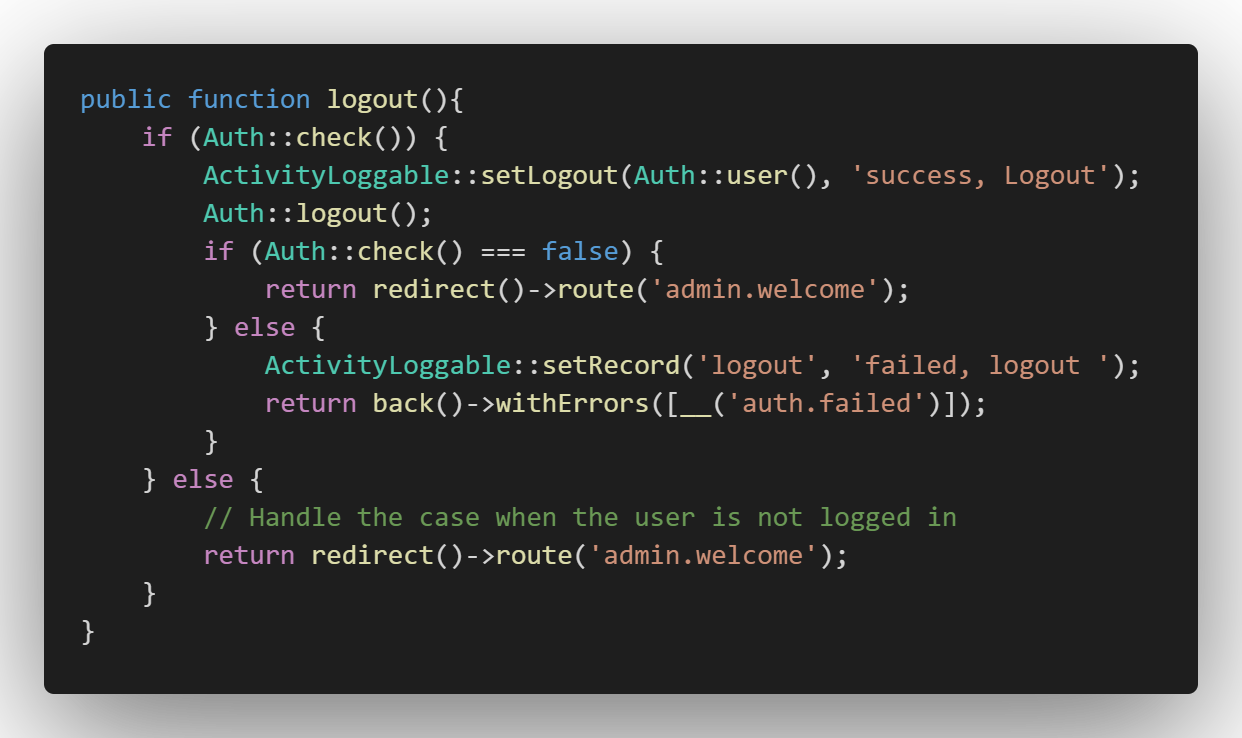 public function logout(){
    if (Auth::check()) {
        ActivityLoggable::setLogout(Auth::user(), 'success, Logout');
        Auth::logout();
        if (Auth::check() === false) {
            return redirect()->route('admin.welcome');
        } else {
            ActivityLoggable::setRecord('logout', 'failed, logout ');
            return back()->withErrors([__('auth.failed')]);
        }
    } else {
        // Handle the case when the user is not logged in
        return redirect()->route('admin.welcome');
    }
}